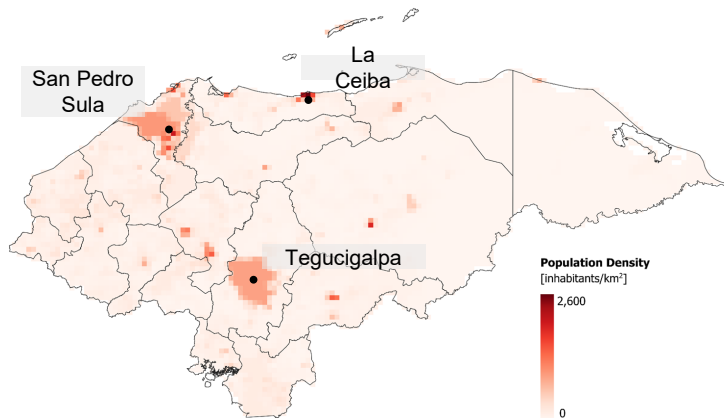 La
Ceiba
San Pedro
Sula
Tegucigalpa
Population Density
[inhabitants/km²]
2,600
0